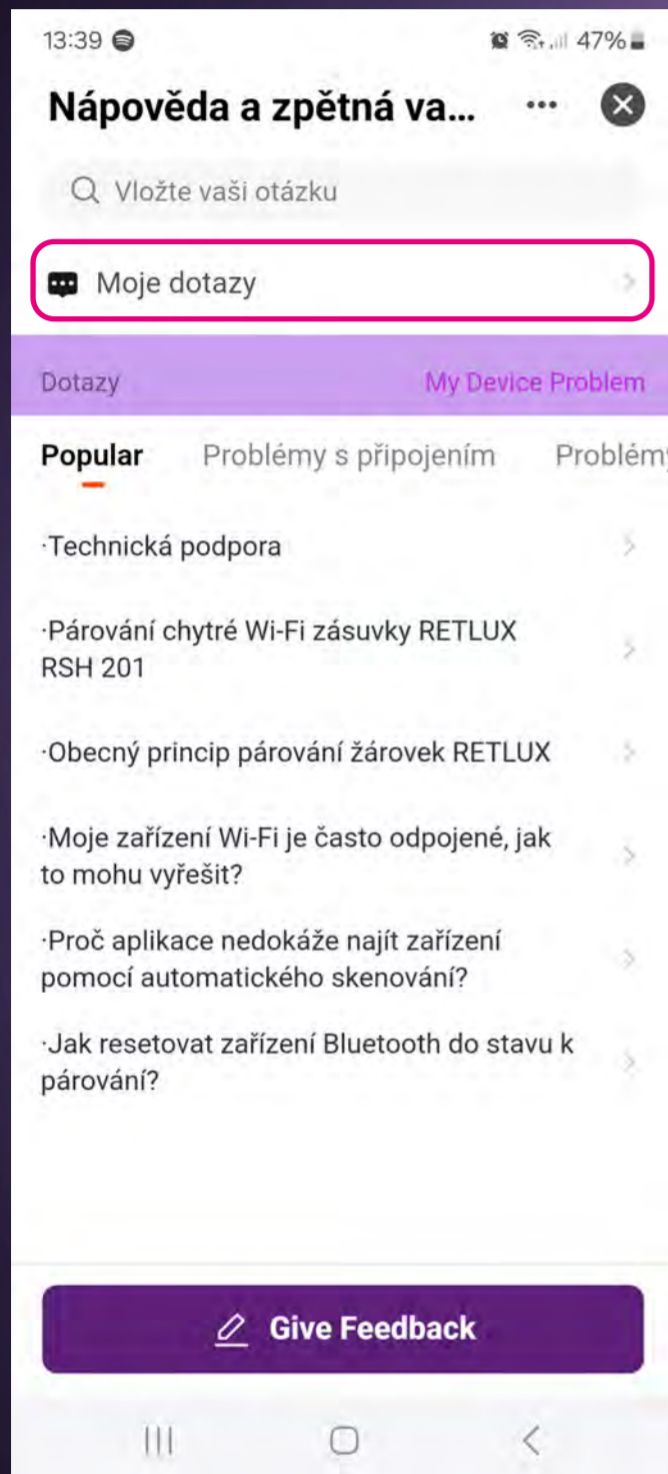 13:39 47%
Nápověda a zpětná va...
Vložte vaši otázku
Moje dotazy
Dotazy My Device Problem
Popular Problémy s připojením Problémy
·Technická podpora
·Párování chytré Wi-Fi zásuvky RETLUX
RSH 201
·Obecný princip párování žárovek RETLUX
·Moje zařízení Wi-Fi je často odpojené, jak
to mohu vyřešit?
·Proč aplikace nedokáže najít zařízení
pomocí automatického skenování?
·Jak resetovat zařízení Bluetooth do stavu k
párování?
Give Feedback